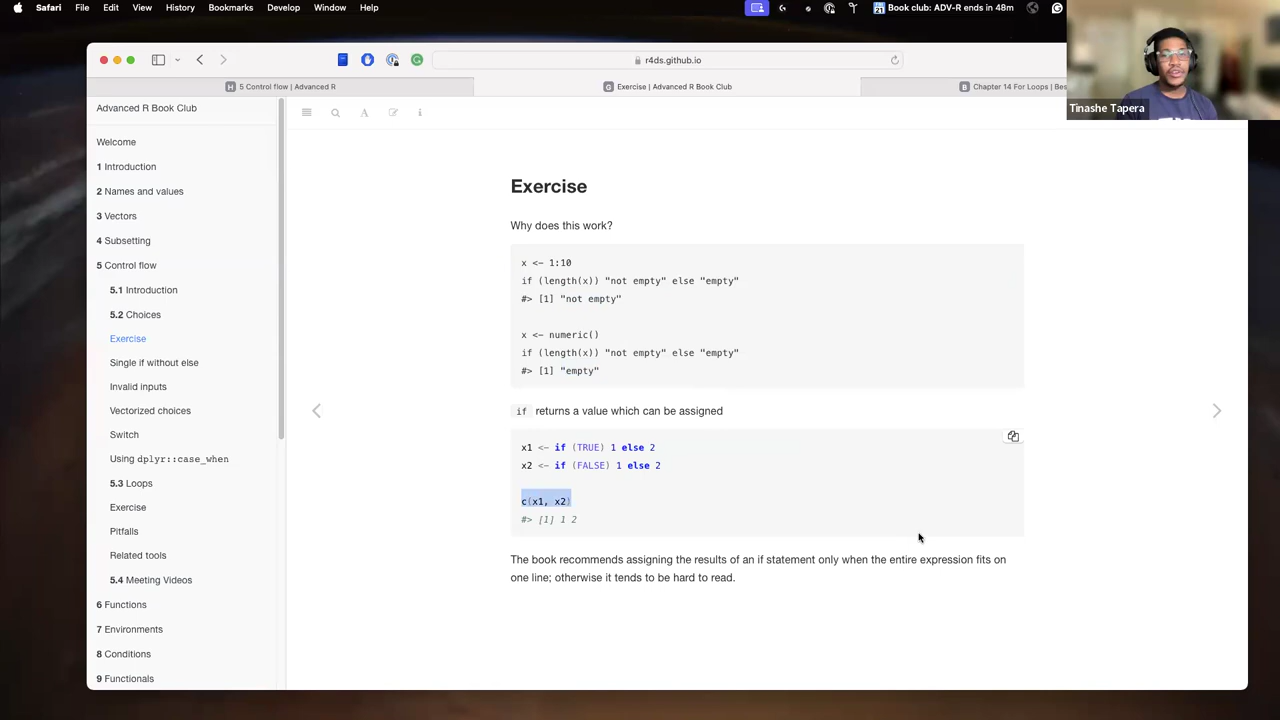 Safari File Edit View History Bookmarks Develop Window Help
21 Book club: ADV-R ends in 48m
r4ds.github.io
H 5 Control flow | Advanced R
G Exercise | Advanced R Book Club
G Chapter 14 For Loops | Bes
Tinashe Tapera
Advanced R Book Club
Welcome
1 Introduction
2 Names and values
3 Vectors
4 Subsetting
5 Control flow
5.1 Introduction
5.2 Choices
Exercise
Single if without else
Invalid inputs
Vectorized choices
Switch
Using dplyr::case_when
5.3 Loops
Exercise
Pitfalls
Related tools
5.4 Meeting Videos
6 Functions
7 Environments
8 Conditions
9 Functionals
A
i
Exercise
Why does this work?
x <- 1:10
if (length(x)) "not empty" else "empty"
#> [1] "not empty"
x <- numeric()
if (length(x)) "not empty" else "empty"
#> [1] "empty"
if returns a value which can be assigned
x1 <- if (TRUE) 1 else 2
x2 <- if (FALSE) 1 else 2
c(x1, x2)
#> [1] 1 2
The book recommends assigning the results of an if statement only when the entire expression fits on
one line; otherwise it tends to be hard to read.